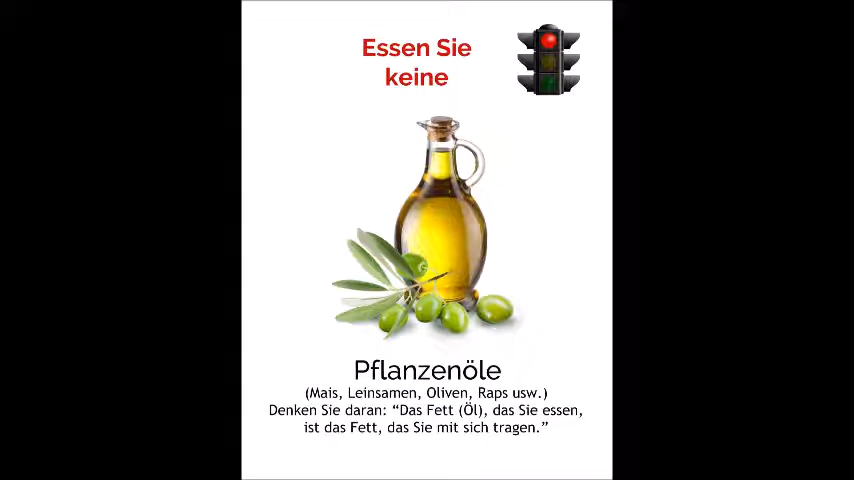 Essen Sie
keine
Pflanzenöle
(Mais, Leinsamen, Oliven, Raps usw.)
Denken Sie daran: “Das Fett (Öl), das Sie essen,
ist das Fett, das Sie mit sich tragen.”